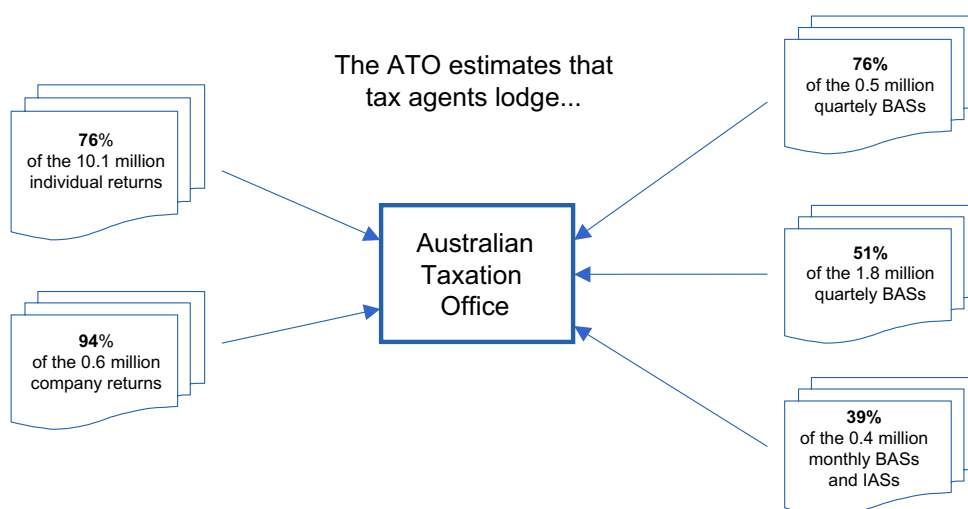 The ATO estimates that
tax agents lodge...
76%
of the 10.1 million
individual returns
94%
of the 0.6 million
company returns
Australian
Taxation
Office
76%
of the 0.5 million
quartely BASs
51%
of the 1.8 million
quartely BASs
39%
of the 0.4 million
monthly BASs
and IASs